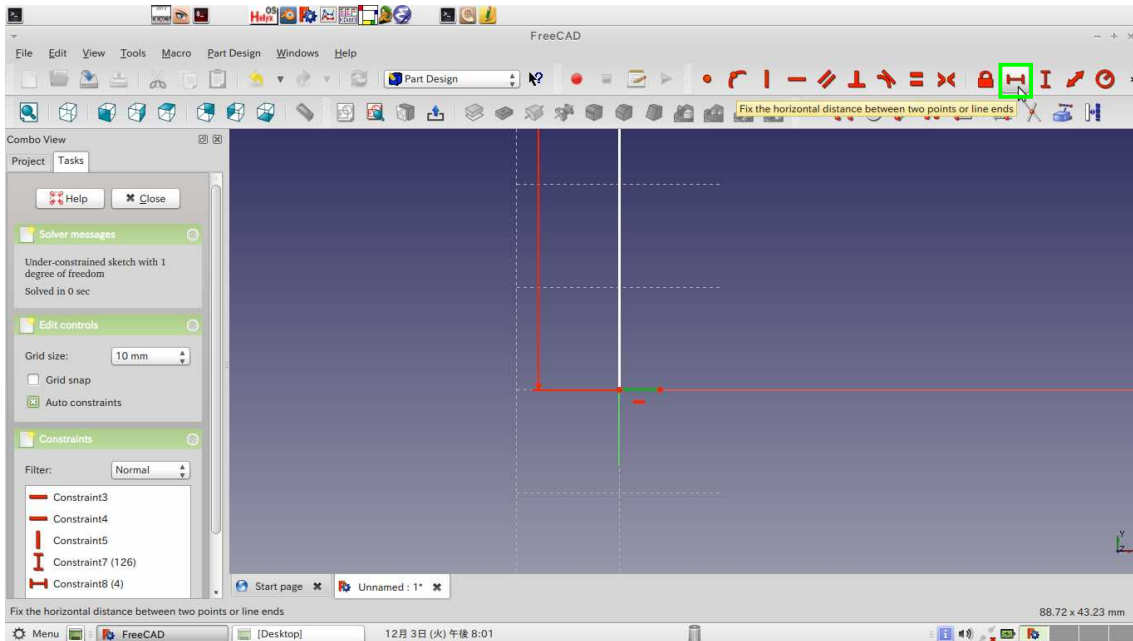 FreeCAD
File Edit View Tools Macro Part Design Windows Help
Part Design
Fix the horizontal distance between two points or line ends
Combo View
Project Tasks
Help Close
Solver messages
Under-constrained sketch with 1
degree of freedom
Solved in 0 sec
Edit controls
Grid size: 10 mm
Grid snap
Auto constraints
Constraints
Filter: Normal
Constraint3
Constraint4
Constraint5
Constraint7 (126)
Constraint8 (4)
Y
Z
Start page Unnamed : 1*
Fix the horizontal distance between two points or line ends 88.72 x 43.23 mm
Menu FreeCAD [Desktop] 12月 3日 (火) 午後 8:01